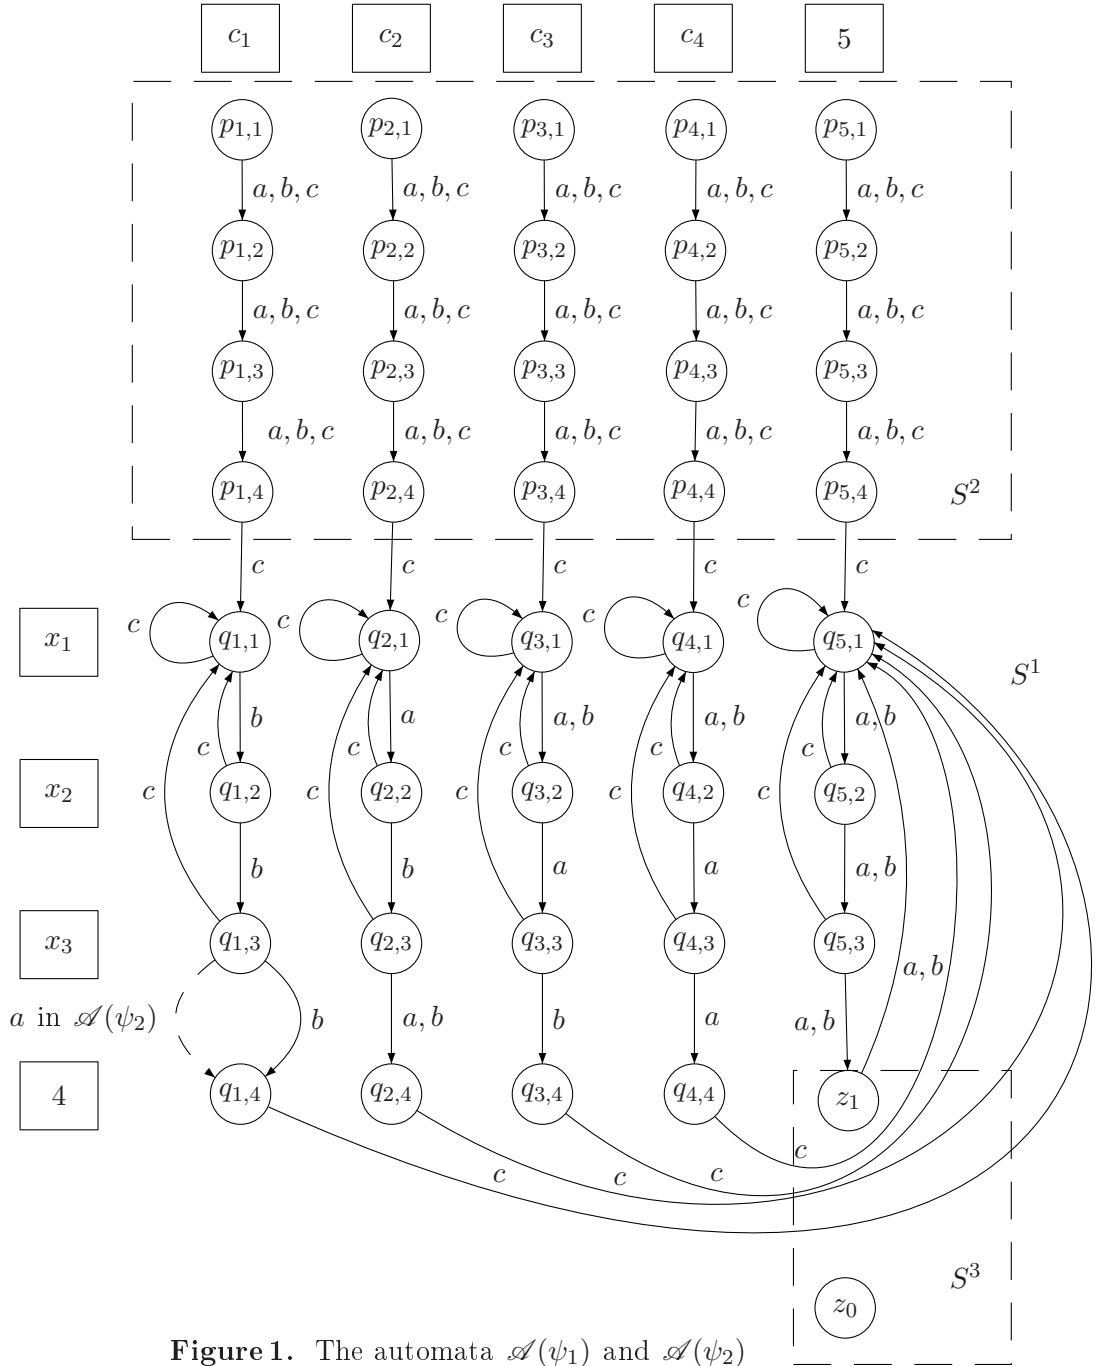 c₁ c₂ c₃ c₄ 5
p₁,₁ p₂,₁ p₃,₁ p₄,₁ p₅,₁
a, b, c a, b, c a, b, c a, b, c a, b, c
p₁,₂ p₂,₂ p₃,₂ p₄,₂ p₅,₂
a, b, c a, b, c a, b, c a, b, c a, b, c
p₁,₃ p₂,₃ p₃,₃ p₄,₃ p₅,₃
a, b, c a, b, c a, b, c a, b, c a, b, c
p₁,₄ p₂,₄ p₃,₄ p₄,₄ p₅,₄ S²
c c c c c
c c c c c
x₁ q₁,₁ q₂,₁ q₃,₁ q₄,₁ q₅,₁ S¹
b a a, b a, b a, b
c c c c c
x₂ c q₁,₂ c q₂,₂ c q₃,₂ c q₄,₂ c q₅,₂
b b a a a, b
x₃ q₁,₃ q₂,₃ q₃,₃ q₄,₃ q₅,₃
a, b
a in 𝒜(ψ₂) b a, b b a a, b
4 q₁,₄ q₂,₄ q₃,₄ q₄,₄ z₁
c c c c
S³
z₀
Figure 1. The automata 𝒜(ψ₁) and 𝒜(ψ₂)